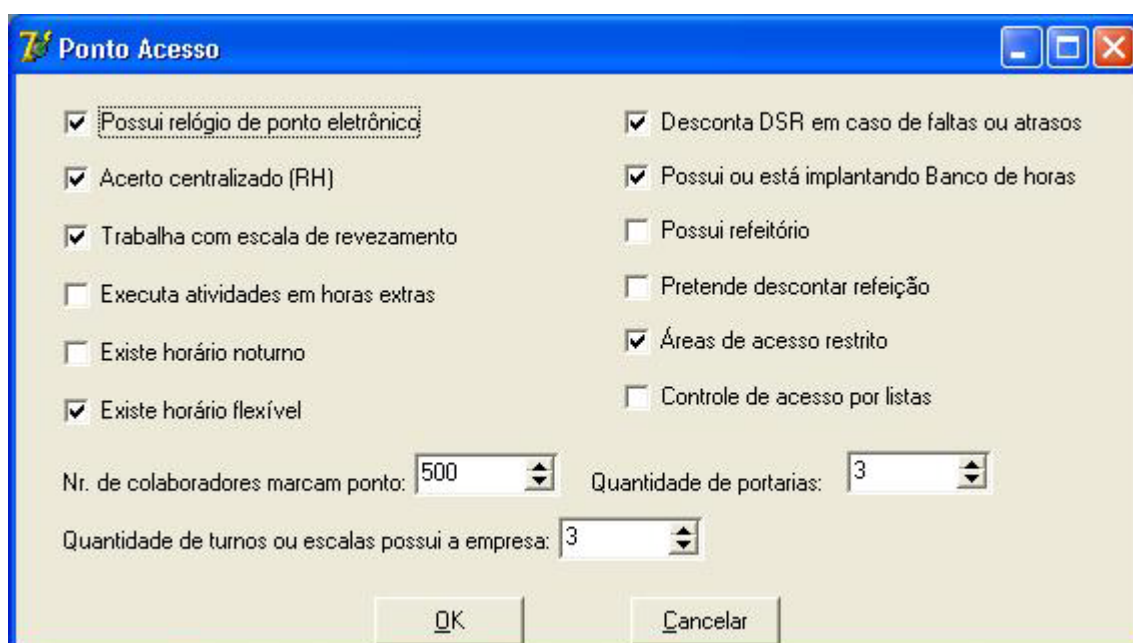 Ponto Acesso
Possui relógio de ponto eletrônico
Acerto centralizado (RH)
Trabalha com escala de revezamento
Executa atividades em horas extras
Existe horário noturno
Existe horário flexível
Desconta DSR em caso de faltas ou atrasos
Possui ou está implantando Banco de horas
Possui refeitório
Pretende descontar refeição
Áreas de acesso restrito
Controle de acesso por listas
Nr. de colaboradores marcam ponto: 500
Quantidade de portarias: 3
Quantidade de turnos ou escalas possui a empresa: 3
OK
Cancelar